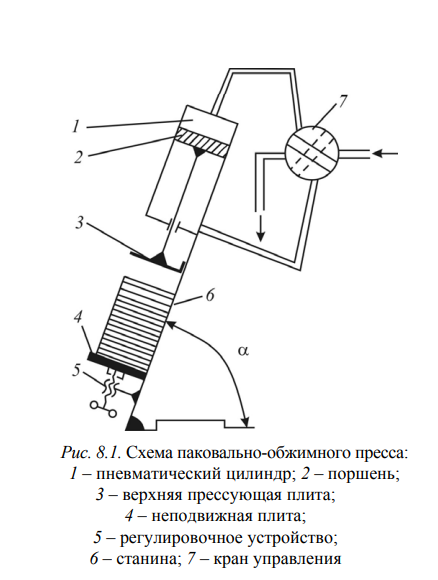 7
1
2
3
6
4
α
5
Рис. 8.1. Схема паковально-обжимного пресса:
1 – пневматический цилиндр; 2 – поршень;
3 – верхняя прессующая плита;
4 – неподвижная плита;
5 – регулировочное устройство;
6 – станина; 7 – кран управления